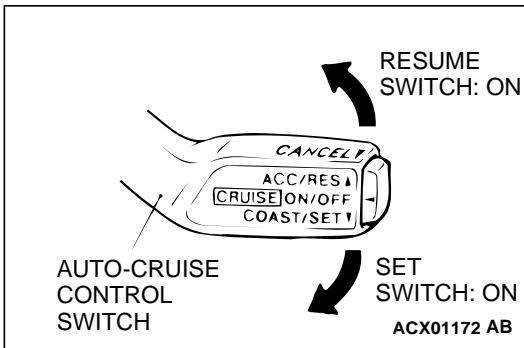 RESUME
SWITCH: ON
CANCEL▼
ACC/RES▲
CRUISE ON/OFF
COAST/SET▼
AUTO-CRUISE
CONTROL
SWITCH
SET
SWITCH: ON
ACX01172 AB